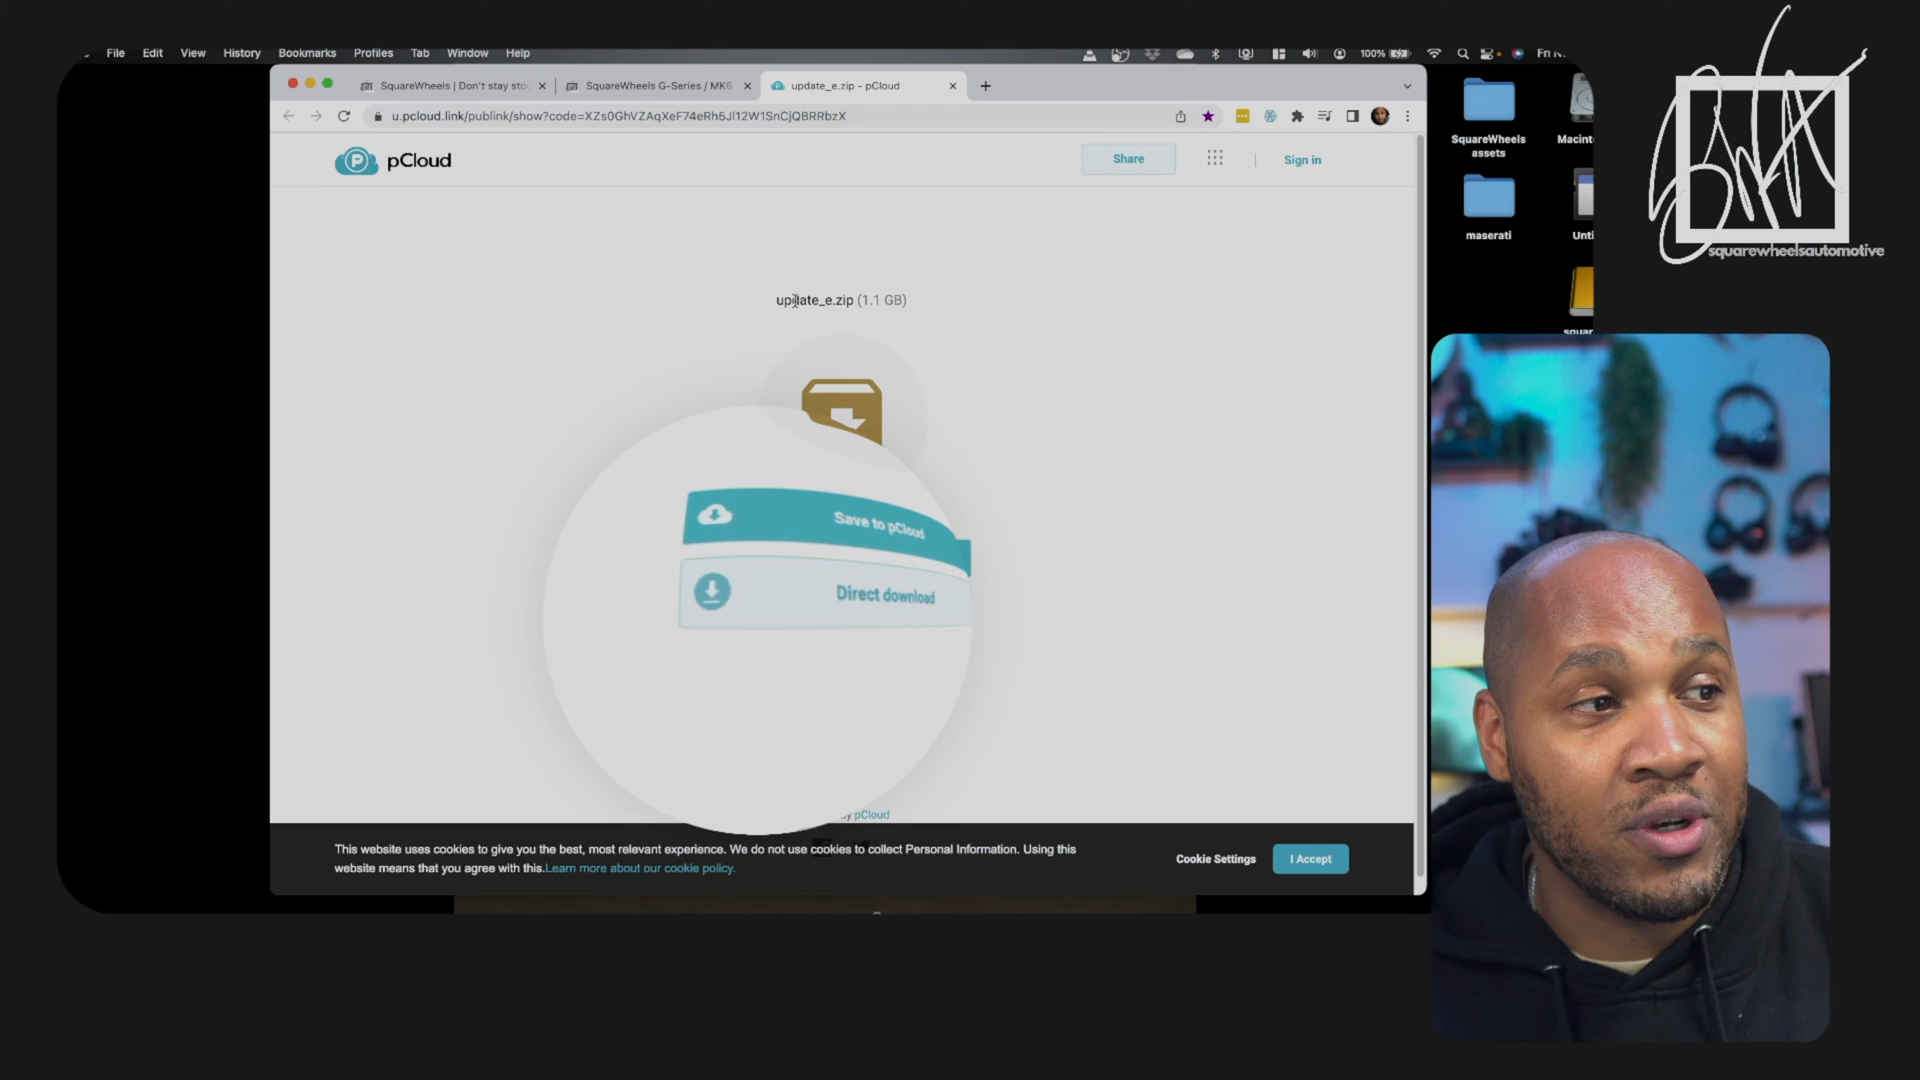 File Edit View History Bookmarks Profiles Tab Window Help
100%
SquareWheels | Don't stay stoc
SquareWheels G-Series / MK6
update_e.zip - pCloud
u.pcloud.link/publink/show?code=XZs0GhVZAqXeF74eRh5Jl12W1SnCjQBRRbzX
pCloud
Share
Sign in
update_e.zip (1.1 GB)
Save to pCloud
Direct download
by pCloud
This website uses cookies to give you the best, most relevant experience. We do not use cookies to collect Personal Information. Using this
website means that you agree with this.Learn more about our cookie policy.
Cookie Settings
I Accept
SquareWheels
assets
maserati
squarewheelsautomotive